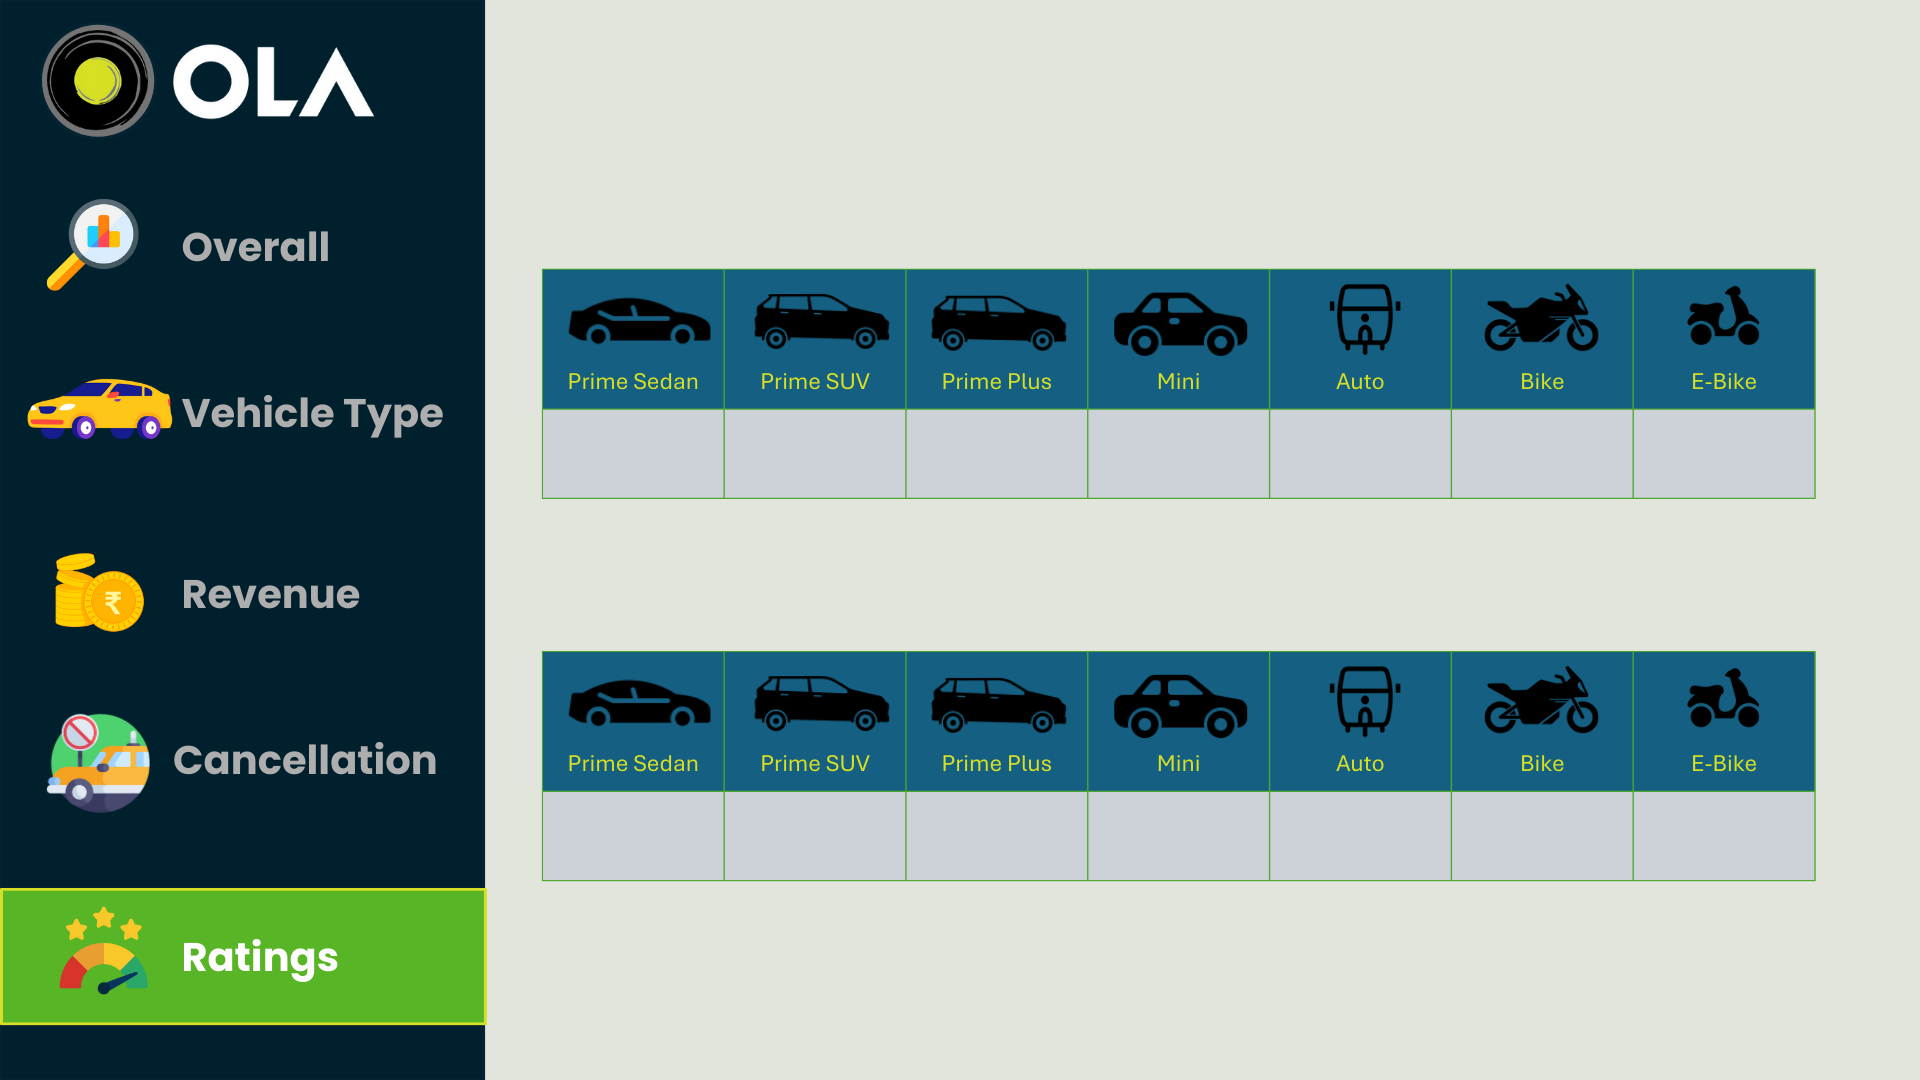 OLA
Overall
Vehicle Type
Revenue
₹
Cancellation
Ratings
Prime Sedan
Prime SUV
Prime Plus
Mini
Auto
Bike
E-Bike
Prime Sedan
Prime SUV
Prime Plus
Mini
Auto
Bike
E-Bike